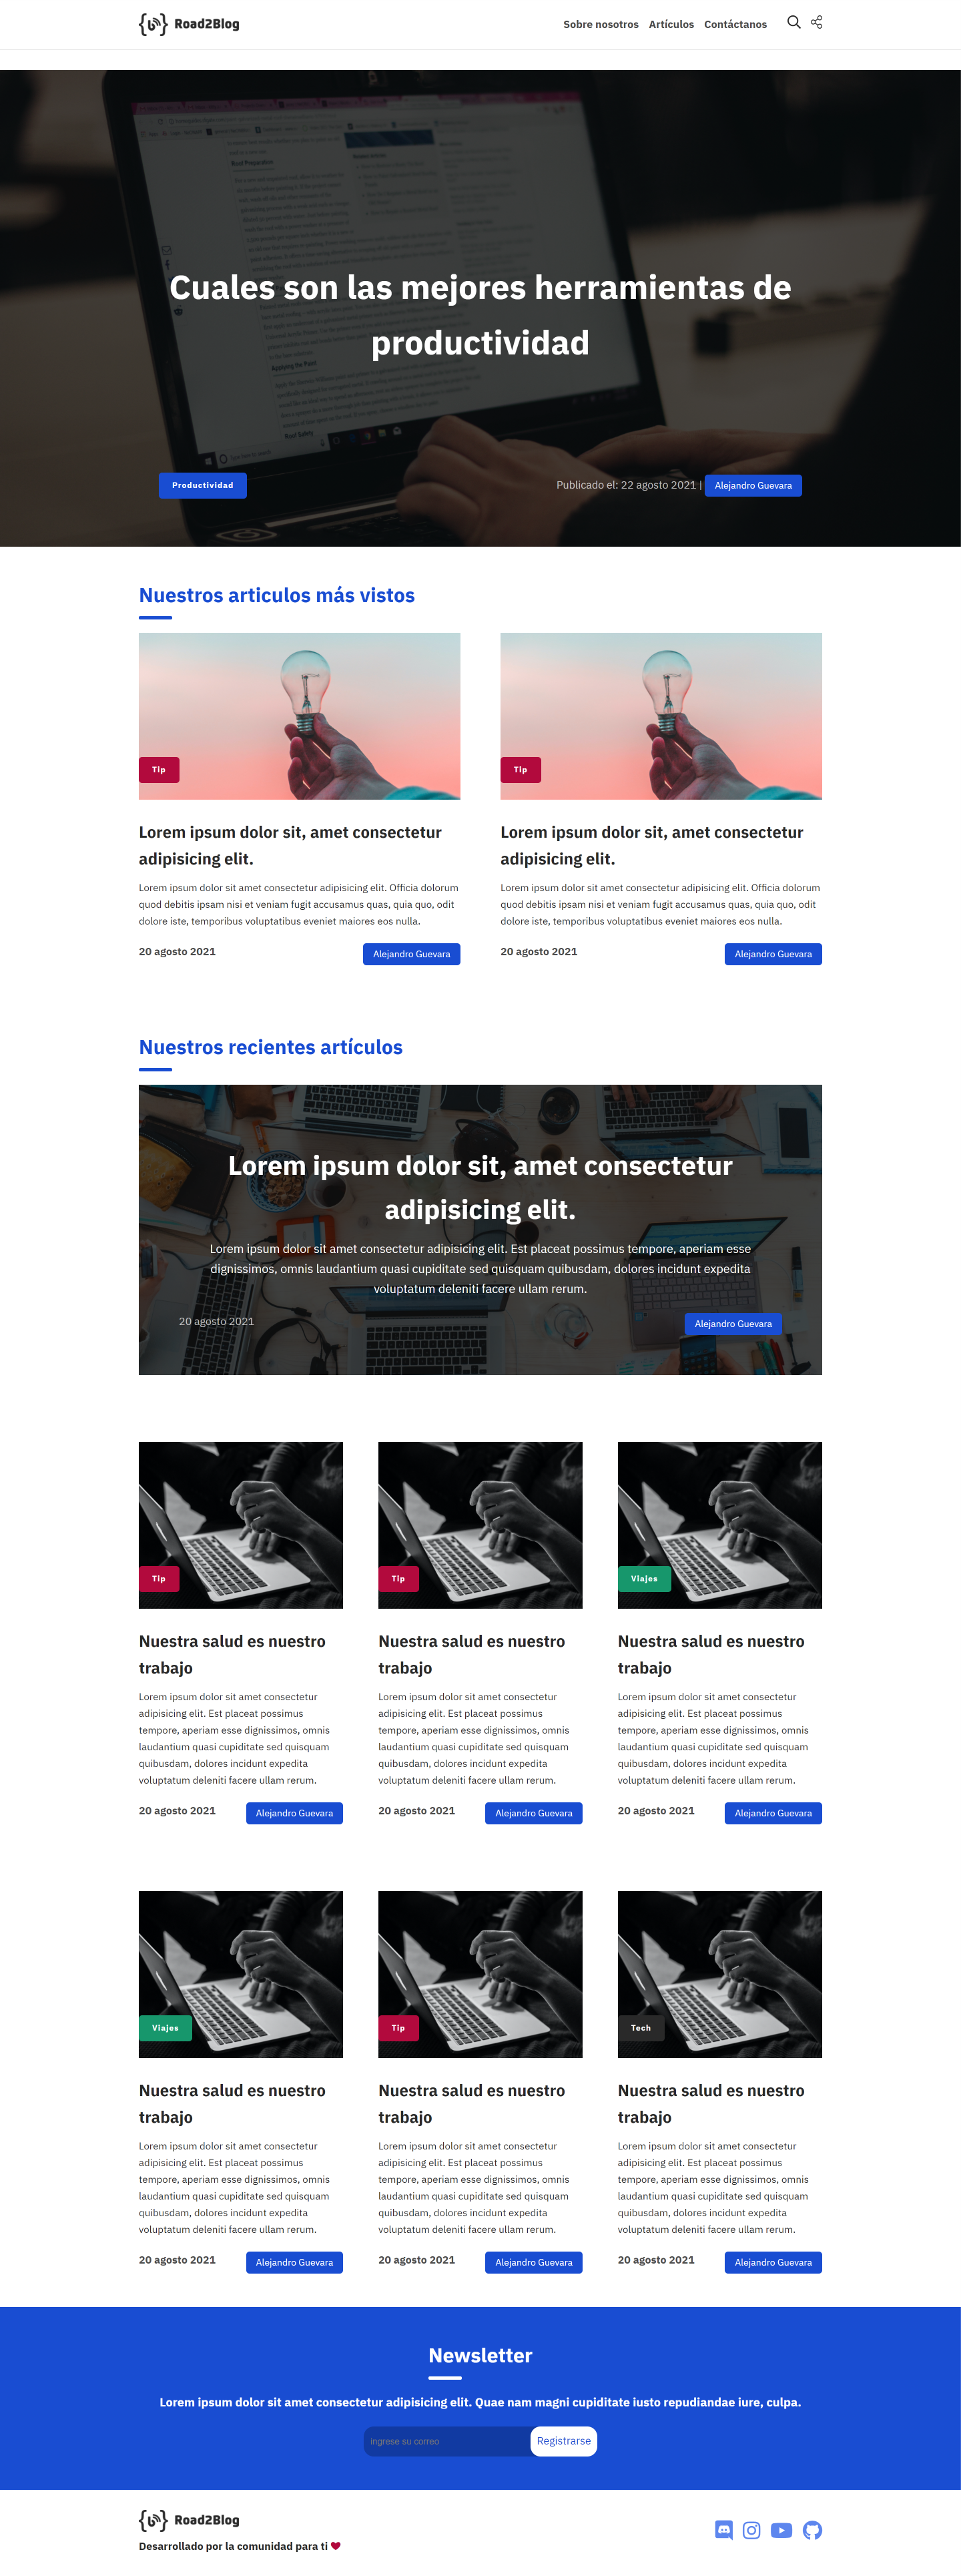 Road2Blog
Sobre nosotros Artículos Contáctanos
Cuales son las mejores herramientas de
productividad
Productividad
Publicado el: 22 agosto 2021 | Alejandro Guevara
Nuestros articulos más vistos
Tip
Lorem ipsum dolor sit, amet consectetur
adipisicing elit.
Lorem ipsum dolor sit amet consectetur adipisicing elit. Officia dolorum
quod debitis ipsam nisi et veniam fugit accusamus quas, quia quo, odit
dolore iste, temporibus voluptatibus eveniet maiores eos nulla.
20 agosto 2021 Alejandro Guevara
Tip
Lorem ipsum dolor sit, amet consectetur
adipisicing elit.
Lorem ipsum dolor sit amet consectetur adipisicing elit. Officia dolorum
quod debitis ipsam nisi et veniam fugit accusamus quas, quia quo, odit
dolore iste, temporibus voluptatibus eveniet maiores eos nulla.
20 agosto 2021 Alejandro Guevara
Nuestros recientes artículos
Lorem ipsum dolor sit, amet consectetur
adipisicing elit.
Lorem ipsum dolor sit amet consectetur adipisicing elit. Est placeat possimus tempore, aperiam esse
dignissimos, omnis laudantium quasi cupiditate sed quisquam quibusdam, dolores incidunt expedita
voluptatum deleniti facere ullam rerum.
20 agosto 2021 Alejandro Guevara
Tip
Nuestra salud es nuestro
trabajo
Lorem ipsum dolor sit amet consectetur
adipisicing elit. Est placeat possimus
tempore, aperiam esse dignissimos, omnis
laudantium quasi cupiditate sed quisquam
quibusdam, dolores incidunt expedita
voluptatum deleniti facere ullam rerum.
20 agosto 2021 Alejandro Guevara
Tip
Nuestra salud es nuestro
trabajo
Lorem ipsum dolor sit amet consectetur
adipisicing elit. Est placeat possimus
tempore, aperiam esse dignissimos, omnis
laudantium quasi cupiditate sed quisquam
quibusdam, dolores incidunt expedita
voluptatum deleniti facere ullam rerum.
20 agosto 2021 Alejandro Guevara
Viajes
Nuestra salud es nuestro
trabajo
Lorem ipsum dolor sit amet consectetur
adipisicing elit. Est placeat possimus
tempore, aperiam esse dignissimos, omnis
laudantium quasi cupiditate sed quisquam
quibusdam, dolores incidunt expedita
voluptatum deleniti facere ullam rerum.
20 agosto 2021 Alejandro Guevara
Viajes
Nuestra salud es nuestro
trabajo
Lorem ipsum dolor sit amet consectetur
adipisicing elit. Est placeat possimus
tempore, aperiam esse dignissimos, omnis
laudantium quasi cupiditate sed quisquam
quibusdam, dolores incidunt expedita
voluptatum deleniti facere ullam rerum.
20 agosto 2021 Alejandro Guevara
Tip
Nuestra salud es nuestro
trabajo
Lorem ipsum dolor sit amet consectetur
adipisicing elit. Est placeat possimus
tempore, aperiam esse dignissimos, omnis
laudantium quasi cupiditate sed quisquam
quibusdam, dolores incidunt expedita
voluptatum deleniti facere ullam rerum.
20 agosto 2021 Alejandro Guevara
Tech
Nuestra salud es nuestro
trabajo
Lorem ipsum dolor sit amet consectetur
adipisicing elit. Est placeat possimus
tempore, aperiam esse dignissimos, omnis
laudantium quasi cupiditate sed quisquam
quibusdam, dolores incidunt expedita
voluptatum deleniti facere ullam rerum.
20 agosto 2021 Alejandro Guevara
Newsletter
Lorem ipsum dolor sit amet consectetur adipisicing elit. Quae nam magni cupiditate iusto repudiandae iure, culpa.
ingrese su correo Registrarse
Road2Blog
Desarrollado por la comunidad para ti ❤